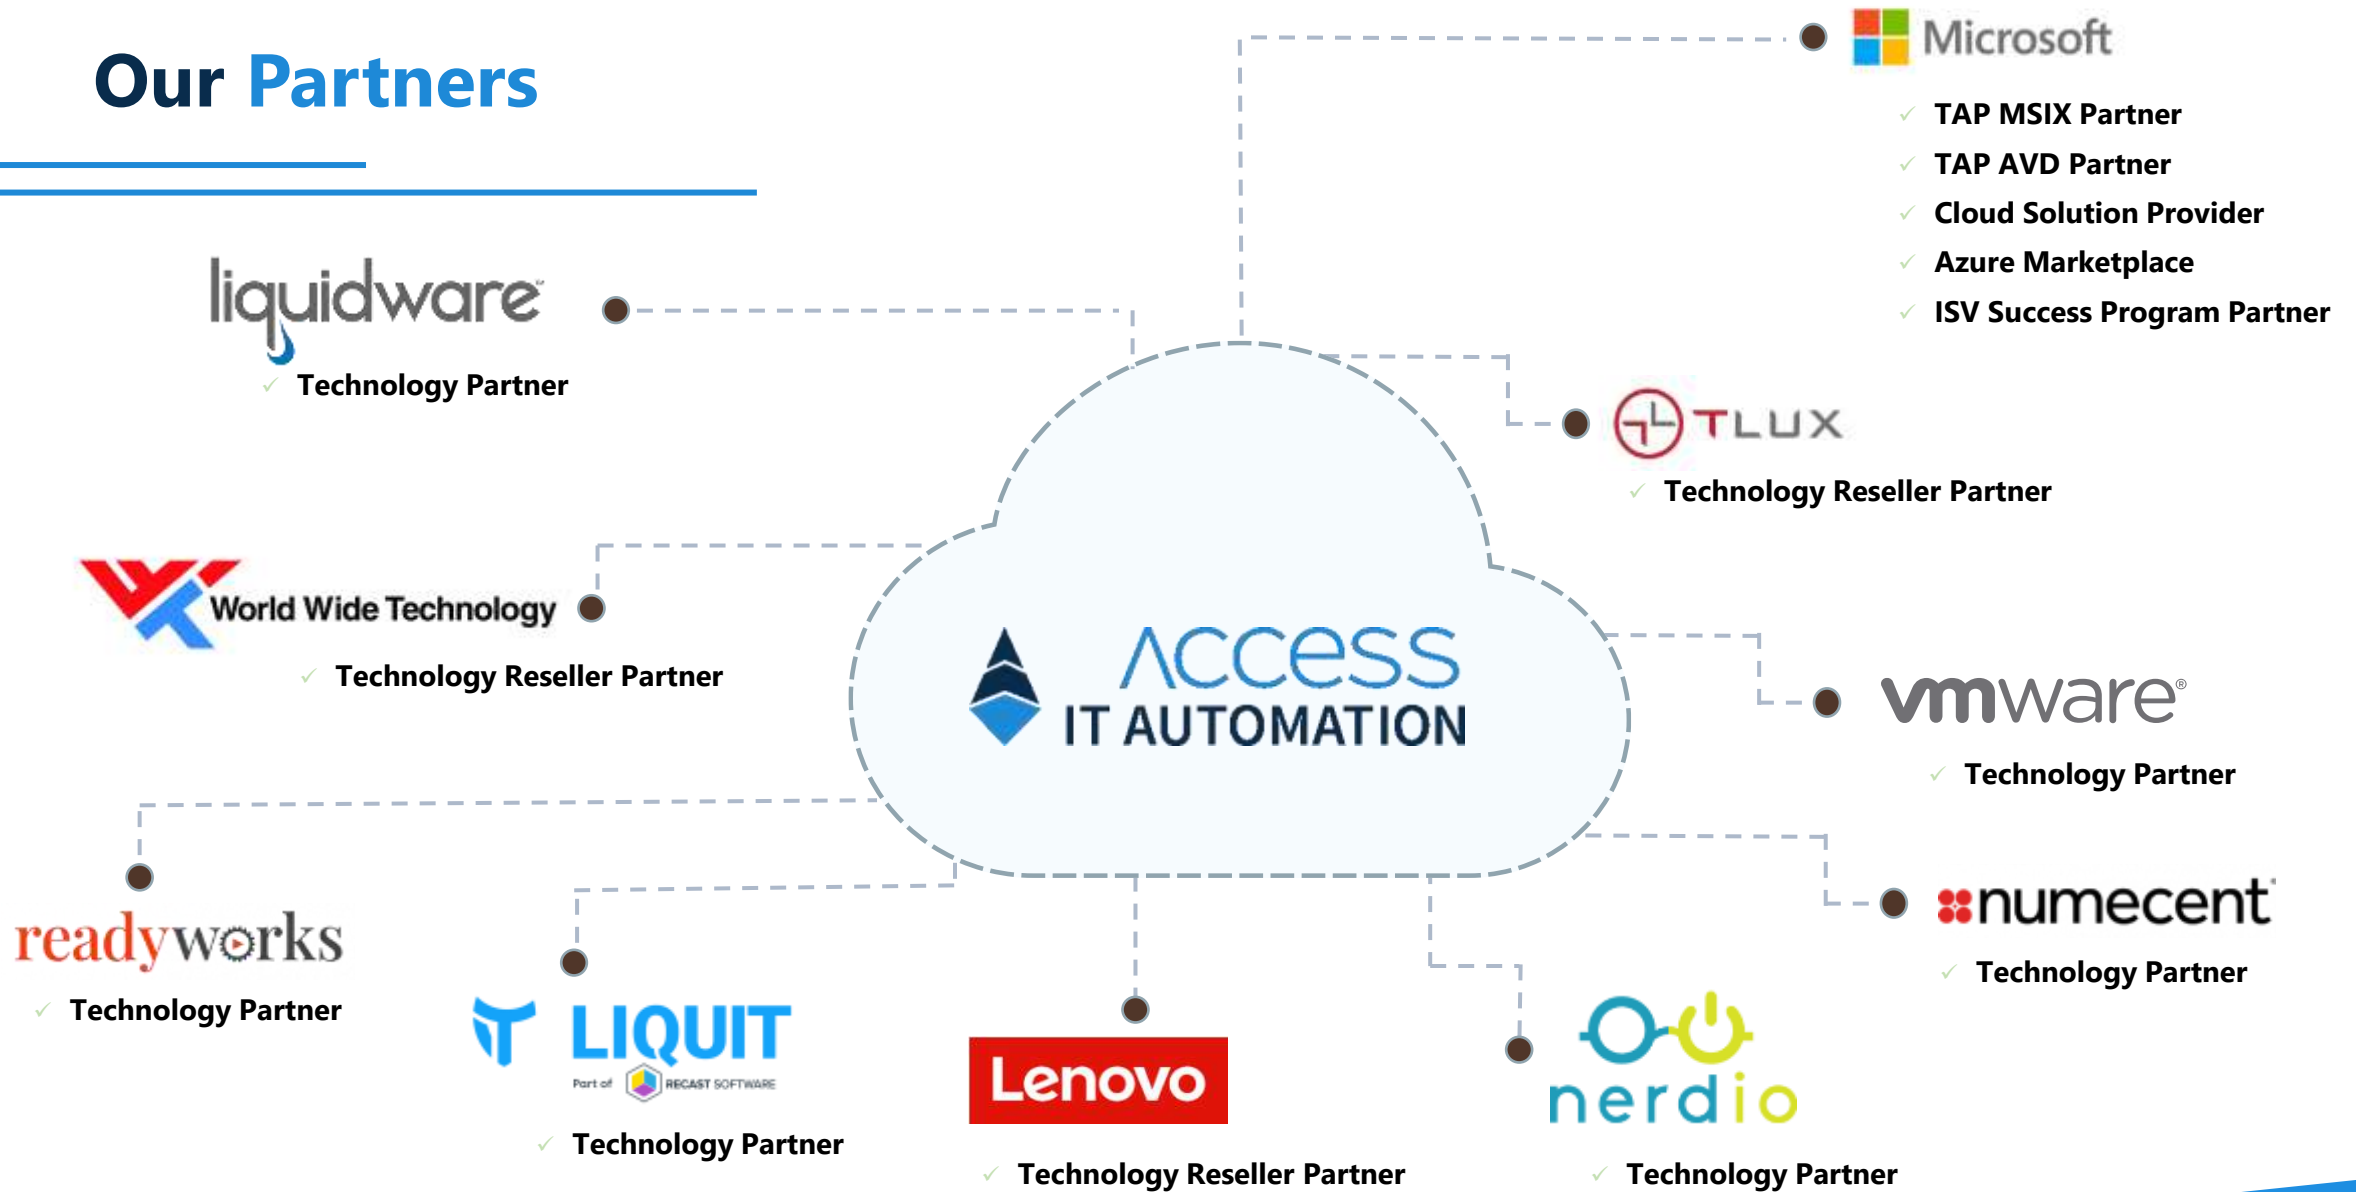 Our Partners
Microsoft
TAP MSIX Partner
TAP AVD Partner
Cloud Solution Provider
Azure Marketplace
ISV Success Program Partner
liquidware™
Technology Partner
TLUX
Technology Reseller Partner
World Wide Technology
Technology Reseller Partner
ACCESS
IT AUTOMATION
vmware®
Technology Partner
readyworks
Technology Partner
numecent
Technology Partner
LIQUIT
Part of RECAST SOFTWARE
Technology Partner
Lenovo
Technology Reseller Partner
nerdio
Technology Partner